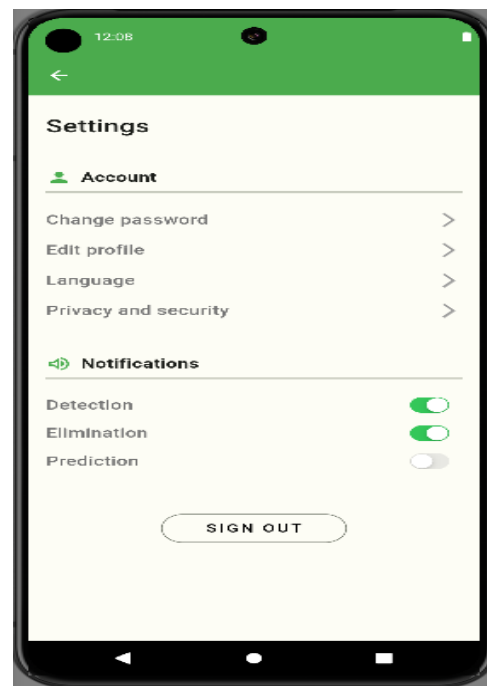 12:08
Settings
Account
Change password
Edit profile
Language
Privacy and security
Notifications
Detection
Elimination
Prediction
SIGN OUT